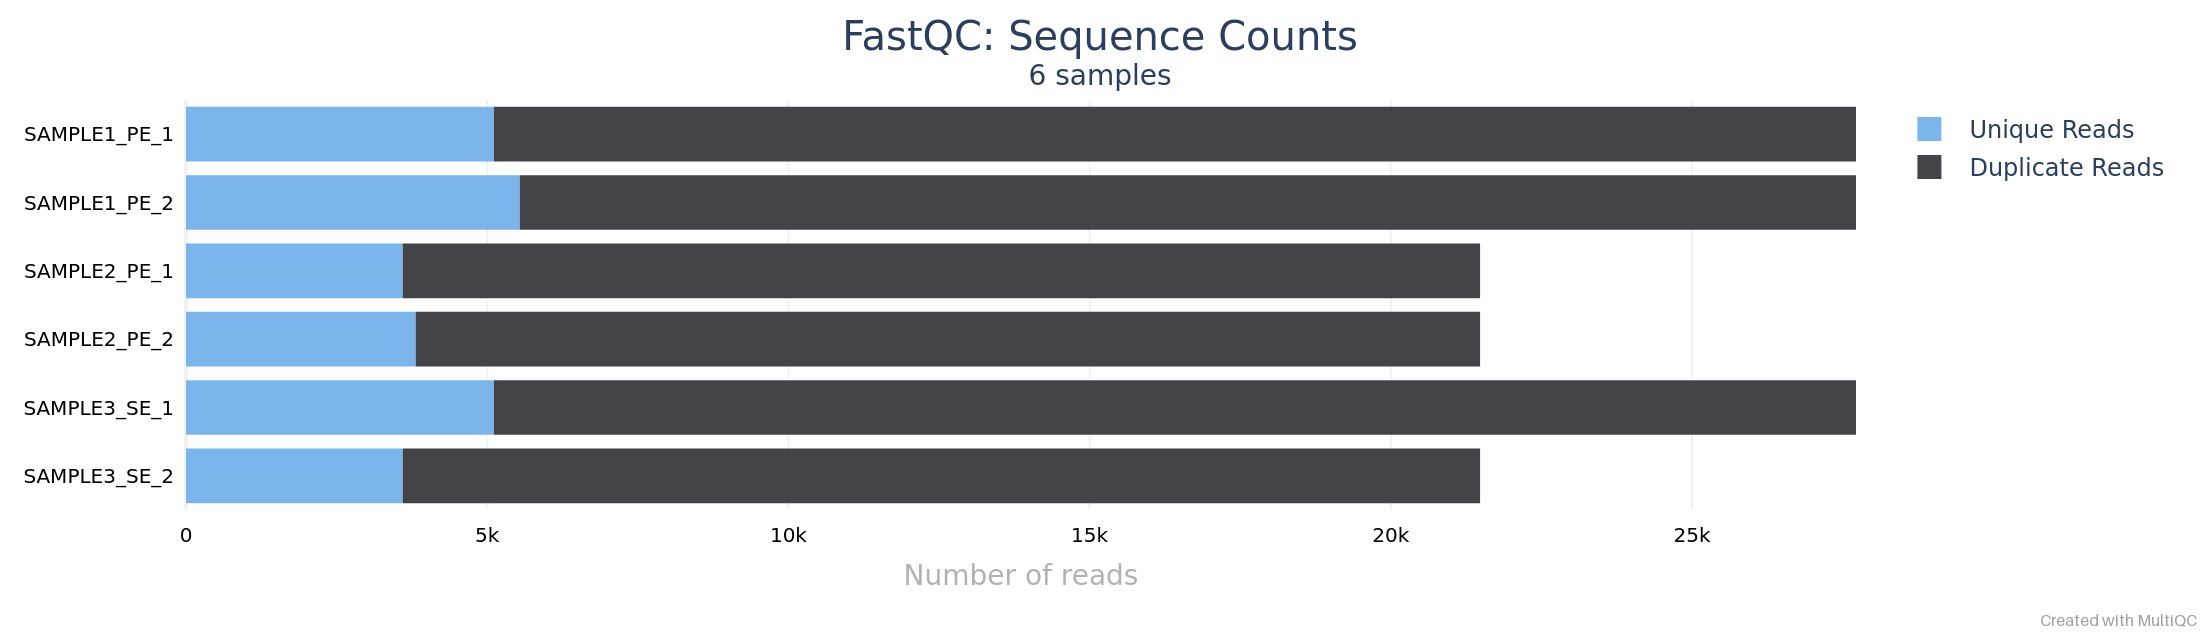 FastQC: Sequence Counts
6 samples
SAMPLE1_PE_1
SAMPLE1_PE_2
SAMPLE2_PE_1
SAMPLE2_PE_2
SAMPLE3_SE_1
SAMPLE3_SE_2
0 5k 10k 15k 20k 25k
Number of reads
Unique Reads
Duplicate Reads
Created with MultiQC